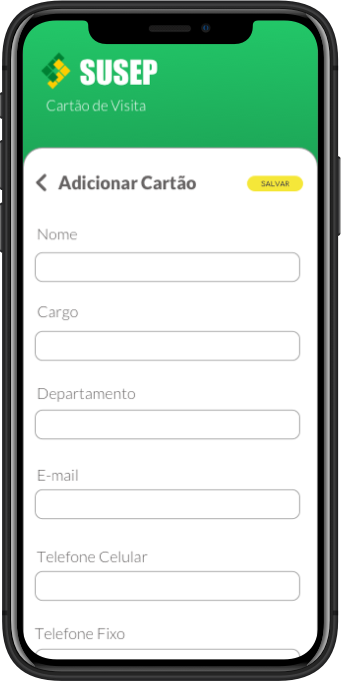 SUSEP
Cartão de Visita
Adicionar Cartão
SALVAR
Nome
Cargo
Departamento
E-mail
Telefone Celular
Telefone Fixo